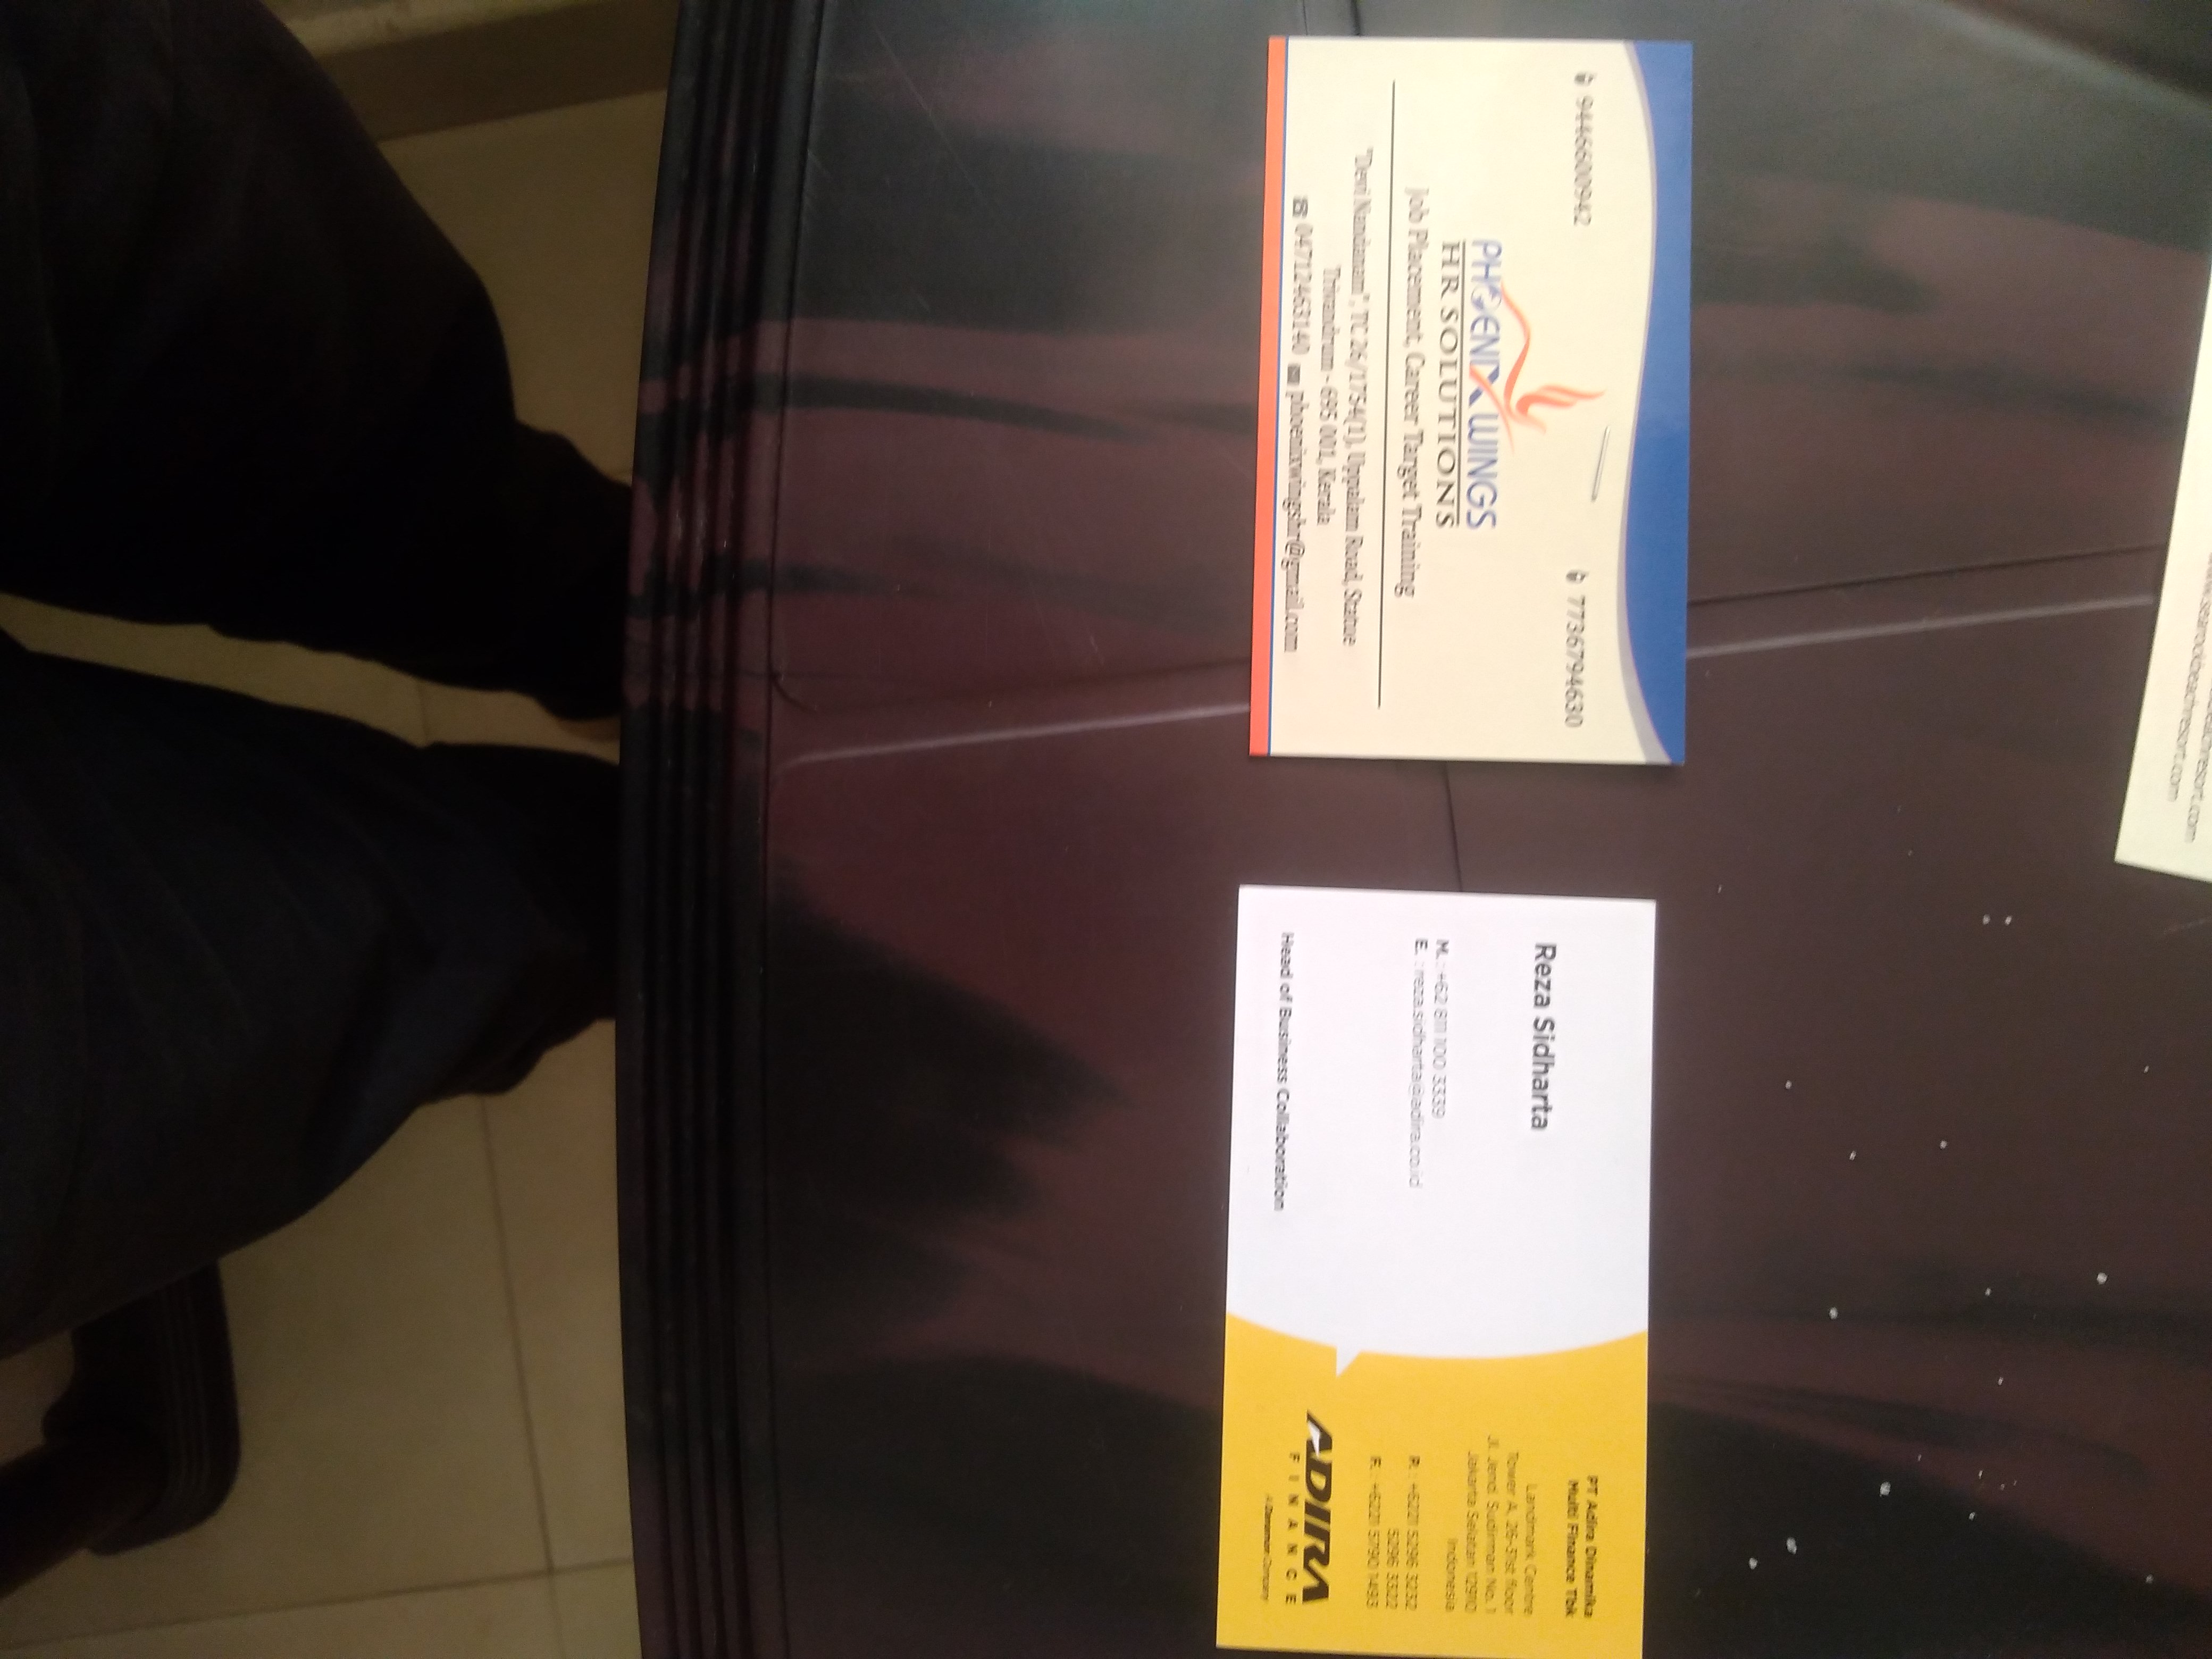 www.searockbeachresort.com
9446600942
7736794630
PHOENIX WINGS
HR SOLUTIONS
Job Placement, Career Target Training
"Devi Nandanam", TC 26/1754(1), Uppalam Road, Statue
Trivandrum - 695 001, Kerala
04712463140 phoenixwingshr@gmail.com
Reza Sidharta
M. : +62 811 100 3339
E. : reza.sidharta@adira.co.id
Head of Business Collaboration
PT Adira Dinamika
Multi Finance Tbk
Landmark Centre
Tower A, 26-31st floor
Jl. Jend. Sudirman No. 1
Jakarta Selatan 12910
Indonesia
P. : +6221 5296 3232
5296 3322
F. : +6221 5790 1493
ADIRA
FINANCE
A Danamon Company